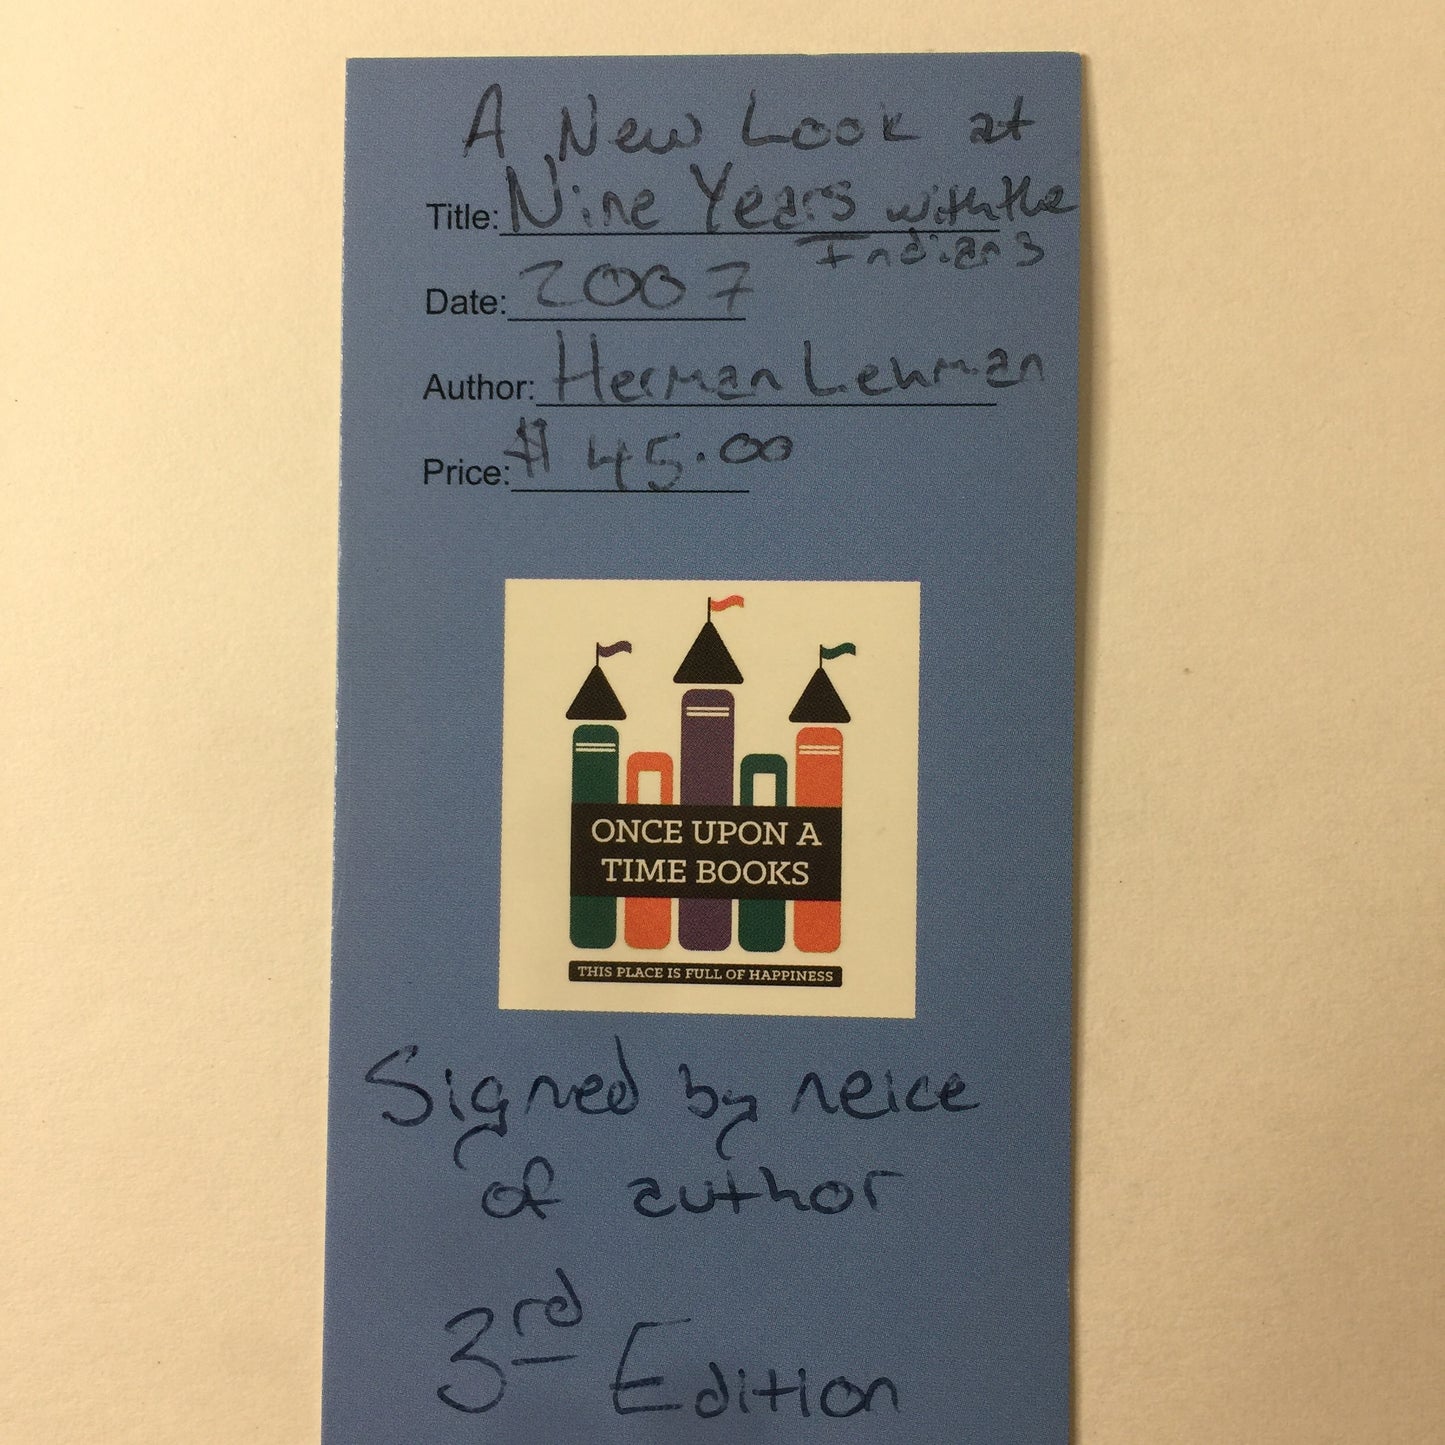 A New Look at
Title: Nine Years with the
Indians
Date: 2007
Author: Herman Lehman
Price: $ 45.00
ONCE UPON A
TIME BOOKS
THIS PLACE IS FULL OF HAPPINESS
Signed by neice
of author
3rd Edition